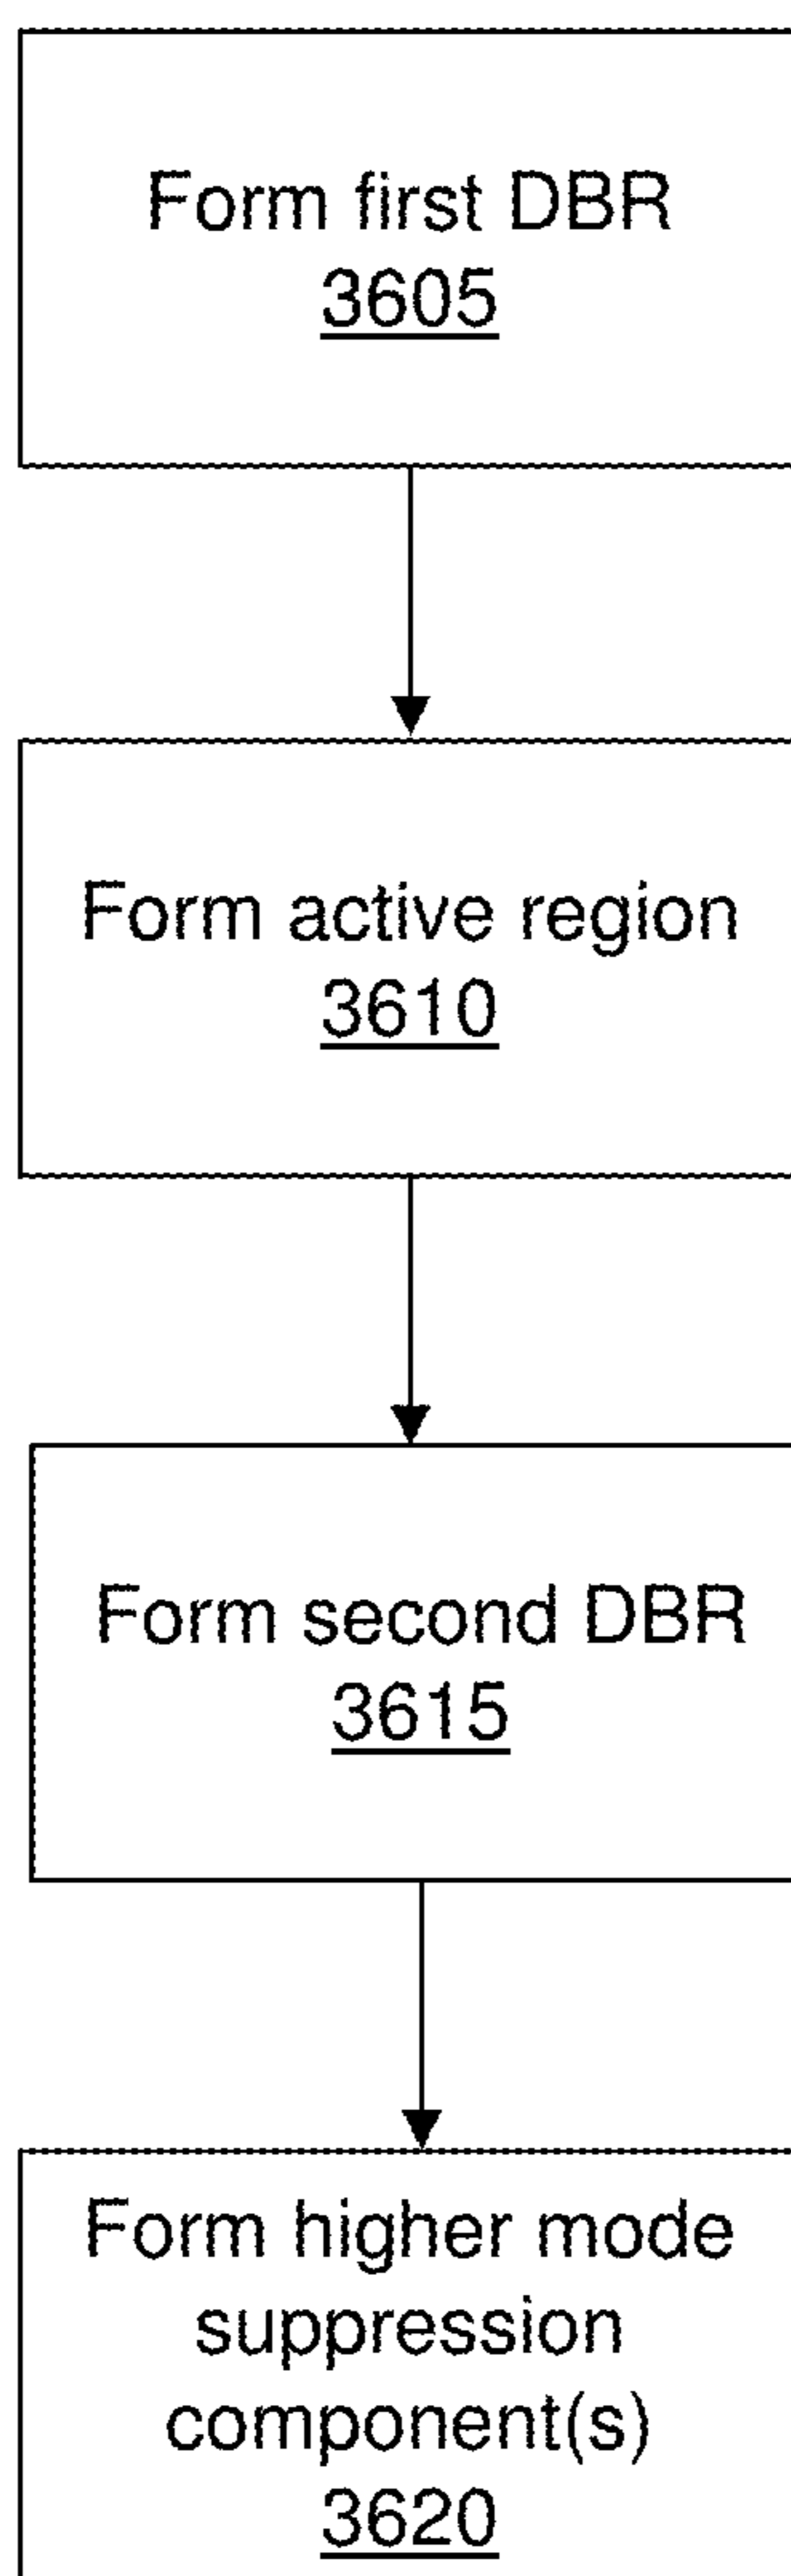 Form first DBR
3605
Form active region
3610
Form second DBR
3615
Form higher mode
suppression
component(s)
3620